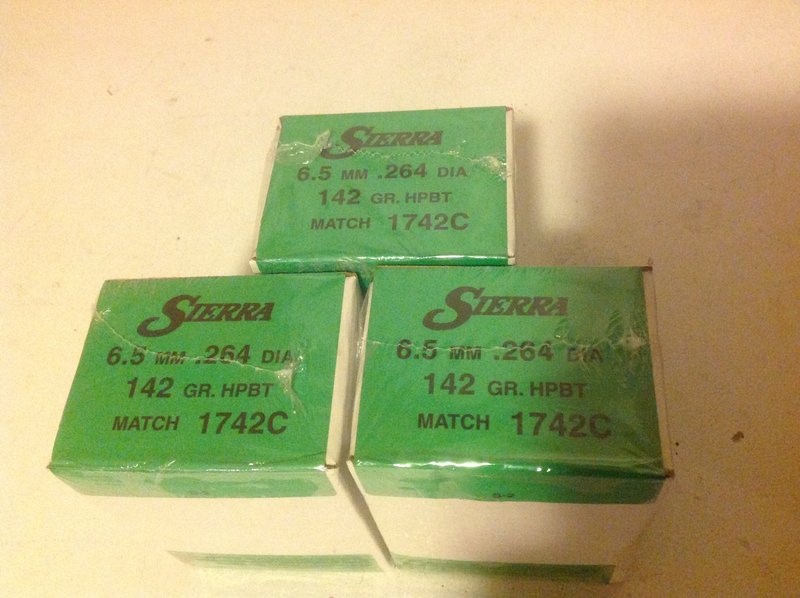 SIERRA
6.5 MM .264 DIA
142 GR. HPBT
MATCH 1742C
SIERRA
6.5 MM .264 DIA
142 GR. HPBT
MATCH 1742C
SIERRA
6.5 MM .264 DIA
142 GR. HPBT
MATCH 1742C